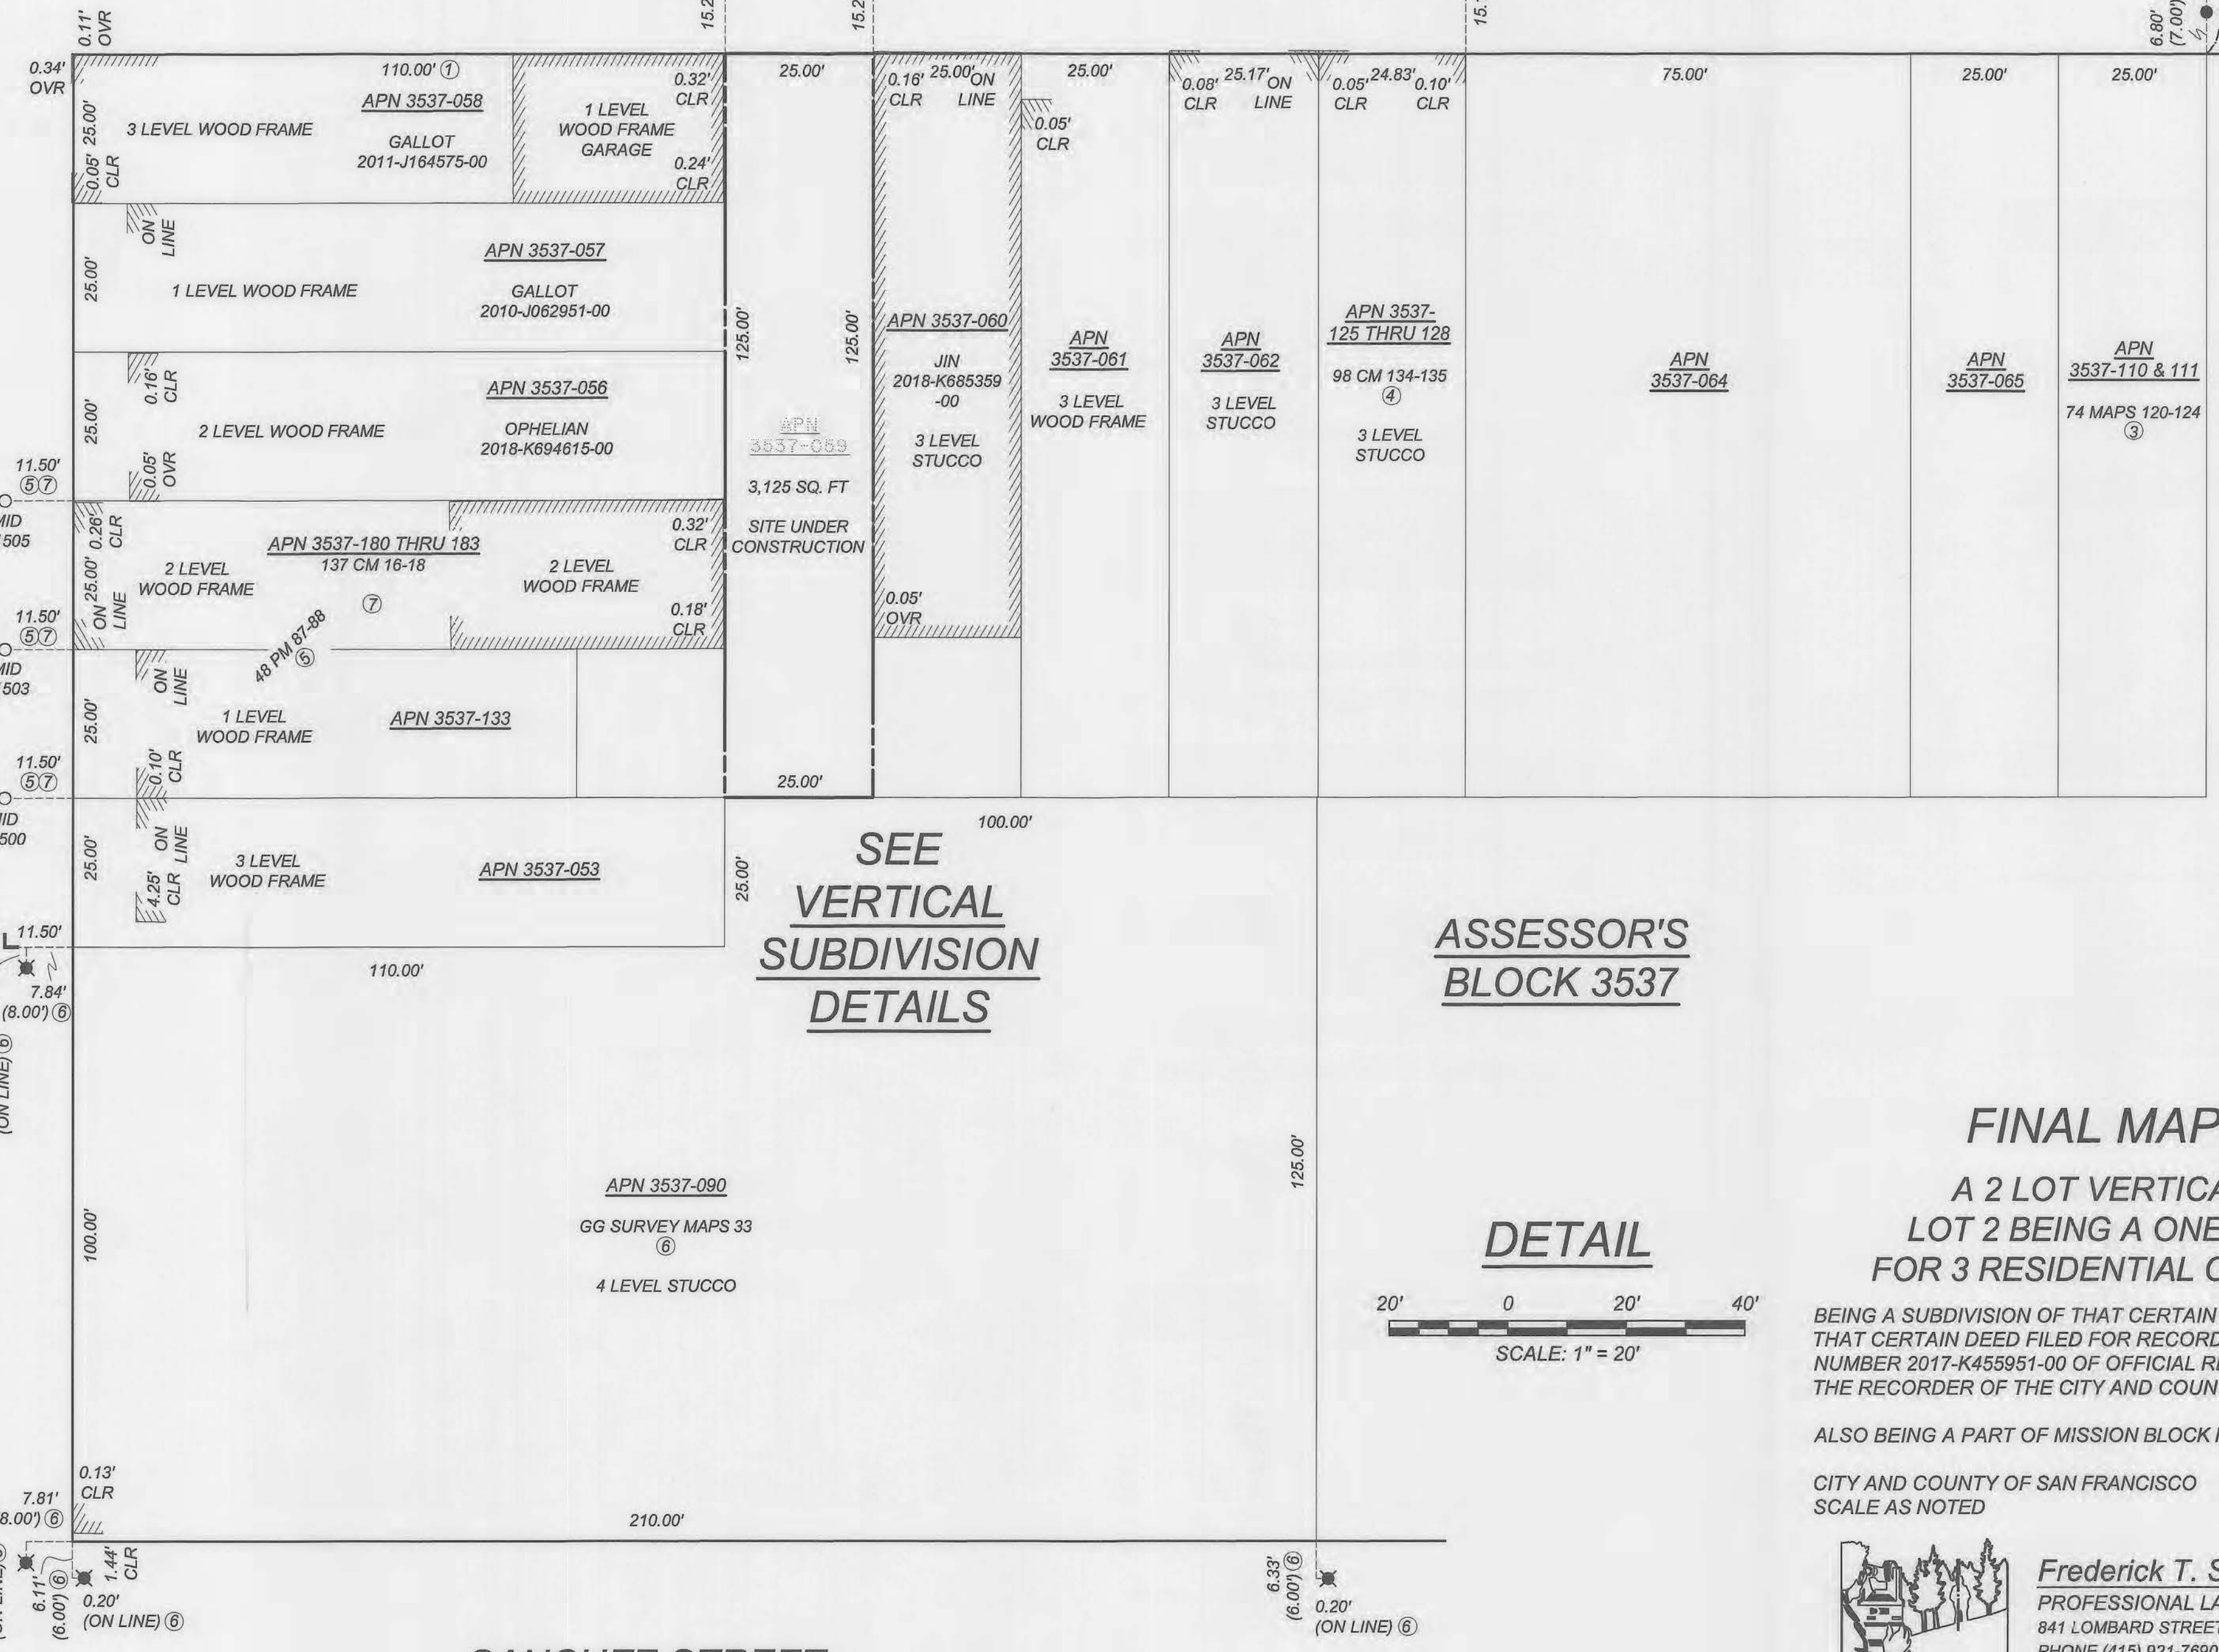 0.11'
OVR
15.2
15.2
15.
6.80'
(7.00')
0.34'
OVR
110.00' ①
APN 3537-058
3 LEVEL WOOD FRAME
GALLOT
2011-J164575-00
25.00'
0.05'
CLR
1 LEVEL
WOOD FRAME
GARAGE
0.32'
CLR
0.24'
CLR
25.00'
0.16'
CLR
25.00'
ON
LINE
25.00'
0.05'
CLR
0.08'
CLR
25.17'
ON
LINE
0.05'
CLR
24.83'
0.10'
CLR
75.00'
25.00'
25.00'
ON
LINE
25.00'
APN 3537-057
1 LEVEL WOOD FRAME
GALLOT
2010-J062951-00
0.16'
CLR
25.00'
APN 3537-056
2 LEVEL WOOD FRAME
OPHELIAN
2018-K694615-00
0.05'
OVR
125.00'
125.00'
APN
3537-059
3,125 SQ. FT
SITE UNDER
CONSTRUCTION
25.00'
APN 3537-060
JIN
2018-K685359
-00
3 LEVEL
STUCCO
0.05'
OVR
APN
3537-061
3 LEVEL
WOOD FRAME
APN
3537-062
3 LEVEL
STUCCO
APN 3537-
125 THRU 128
98 CM 134-135
④
3 LEVEL
STUCCO
APN
3537-064
APN
3537-065
APN
3537-110 & 111
74 MAPS 120-124
③
11.50'
⑤⑦
MID
505
0.26'
CLR
25.00'
ON
LINE
APN 3537-180 THRU 183
137 CM 16-18
⑦
2 LEVEL
WOOD FRAME
2 LEVEL
WOOD FRAME
0.32'
CLR
0.18'
CLR
48 PM 87-88
⑤
11.50'
⑤⑦
MID
503
ON
LINE
25.00'
1 LEVEL
WOOD FRAME
APN 3537-133
0.10'
CLR
11.50'
⑤⑦
MID
500
ON
LINE
25.00'
3 LEVEL
WOOD FRAME
APN 3537-053
4.25'
CLR
25.00'
100.00'
SEE
VERTICAL
SUBDIVISION
DETAILS
ASSESSOR'S
BLOCK 3537
L
11.50'
7.84'
(8.00') ⑥
(ON LINE) ⑥
110.00'
100.00'
APN 3537-090
GG SURVEY MAPS 33
⑥
4 LEVEL STUCCO
125.00'
DETAIL
20' 0 20' 40'
SCALE: 1" = 20'
FINAL MAP
A 2 LOT VERTICA
LOT 2 BEING A ONE
FOR 3 RESIDENTIAL C
BEING A SUBDIVISION OF THAT CERTAIN
THAT CERTAIN DEED FILED FOR RECORD
NUMBER 2017-K455951-00 OF OFFICIAL RE
THE RECORDER OF THE CITY AND COUN
ALSO BEING A PART OF MISSION BLOCK
CITY AND COUNTY OF SAN FRANCISCO
SCALE AS NOTED
0.13'
CLR
7.81'
8.00') ⑥
210.00'
6.11'
(6.00') ⑥
1.44'
CLR
0.20'
(ON LINE) ⑥
6.33'
(6.00') ⑥
0.20'
(ON LINE) ⑥
Frederick T. S
PROFESSIONAL LA
841 LOMBARD STREET
PHONE (415) 921-7690